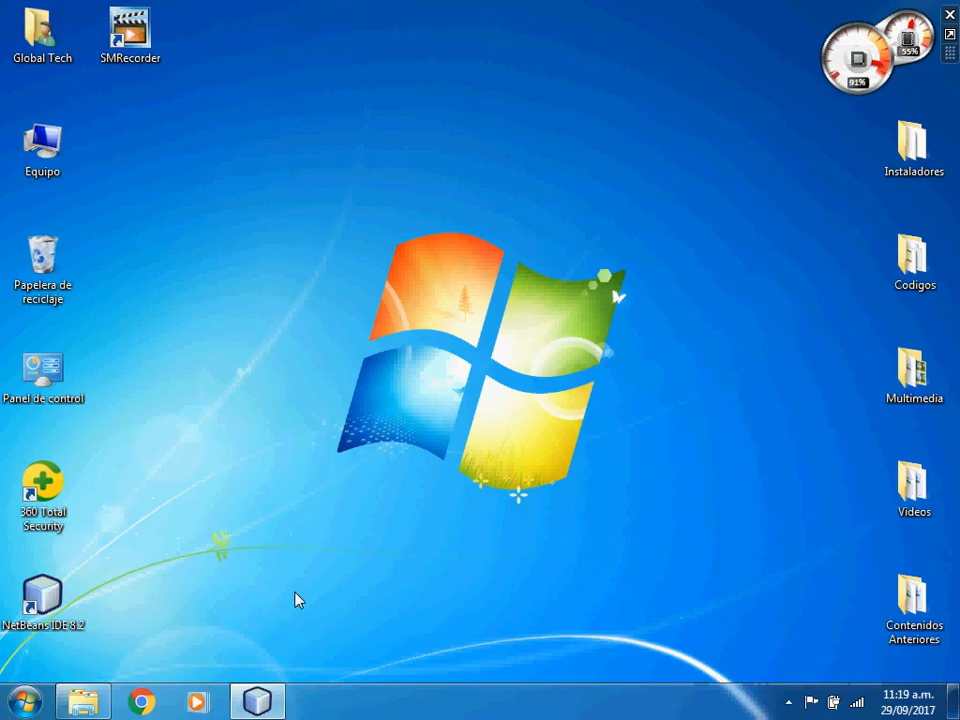 Global Tech
SMRecorder
55%
91%
Equipo
Instaladores
Papelera de
reciclaje
Codigos
Panel de control
Multimedia
360 Total
Security
Videos
NetBeans IDE 8.2
Contenidos
Anteriores
11:19 a.m.
29/09/2017